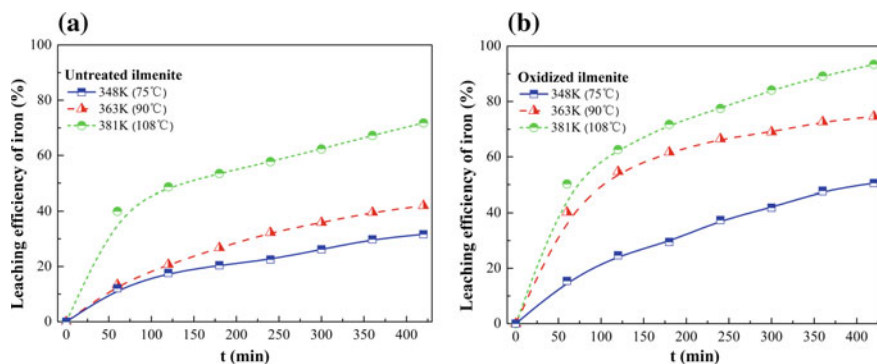 (a)
100
80
60
40
20
0
Leaching efficiency of iron (%)
Untreated ilmenite
348K (75℃)
363K (90℃)
381K (108℃)
0 50 100 150 200 250 300 350 400
t (min)
(b)
100
80
60
40
20
0
Leaching efficiency of iron (%)
Oxidized ilmenite
348K (75℃)
363K (90℃)
381K (108℃)
0 50 100 150 200 250 300 350 400
t (min)